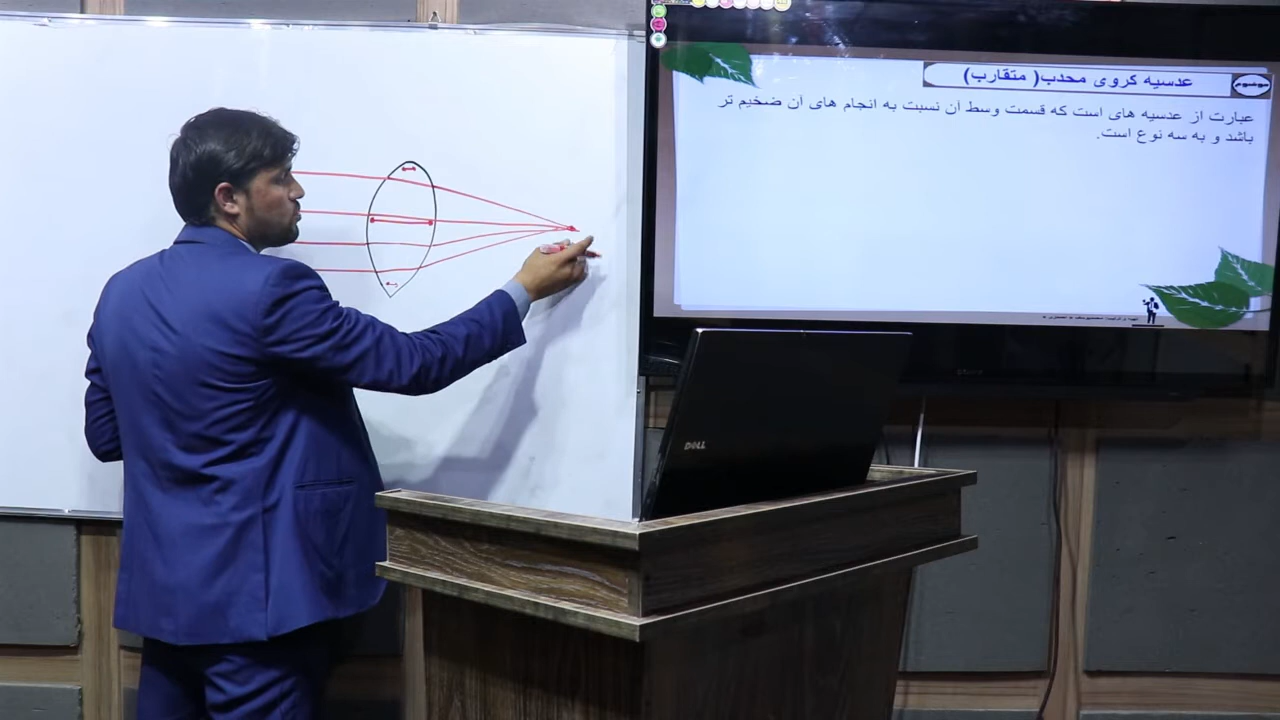 موضوع
عدسیه کروی محدب( متقارب)
عبارت از عدسیه های است که قسمت وسط آن نسبت به انجام های آن ضخیم تر
باشد و به سه نوع است.
DELL